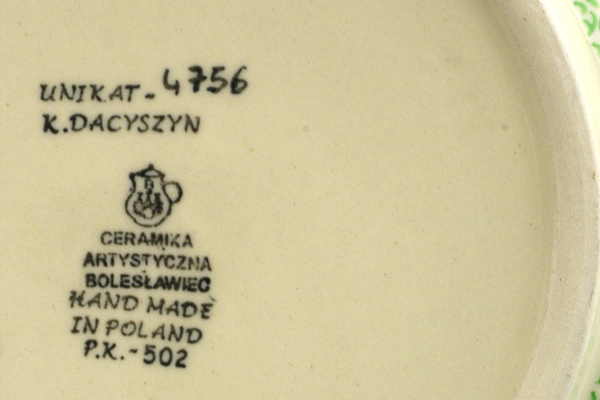 UNIKAT - 4756
K.DACYSZYN
CERAMIKA
ARTYSTYCZNA
BOLESŁAWIEC
HAND MADE
IN POLAND
P.K.-502